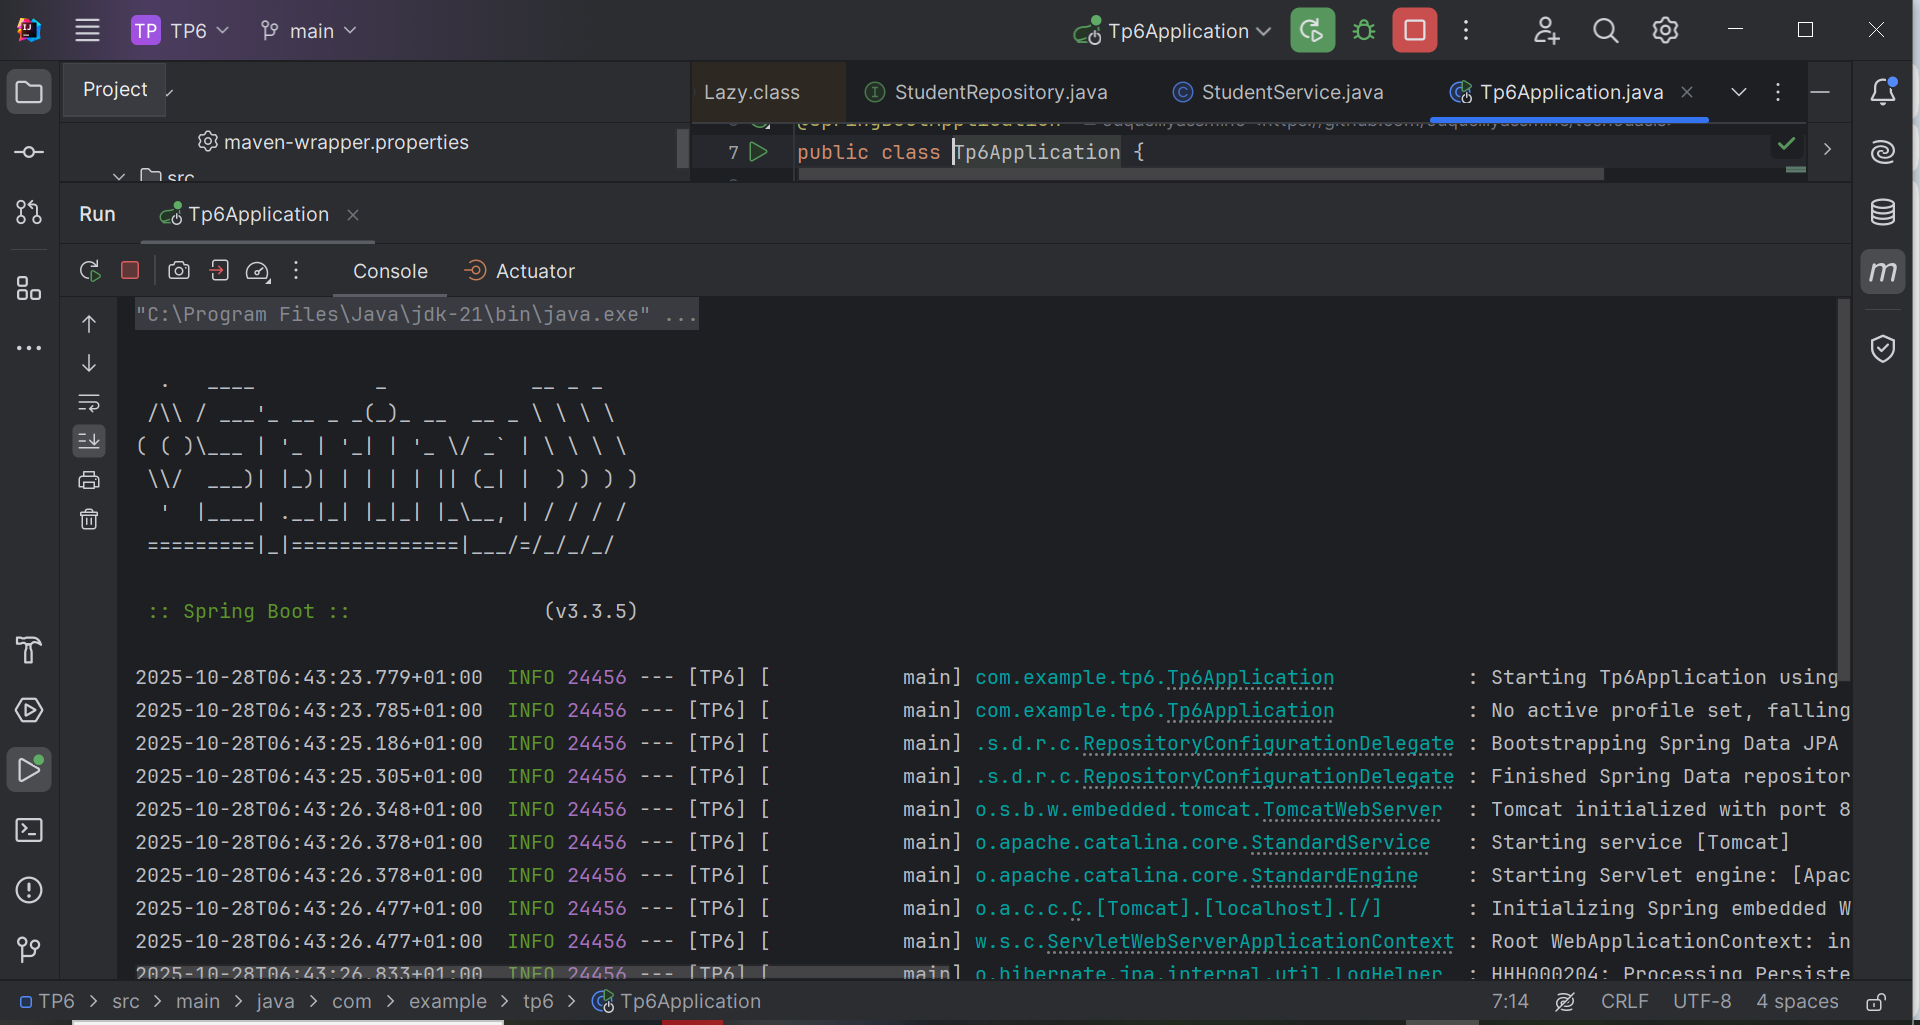 TP TP6 main Tp6Application
Project
Lazy.class StudentRepository.java StudentService.java Tp6Application.java
maven-wrapper.properties
7 public class Tp6Application {
src
Run Tp6Application
Console Actuator
"C:\Program Files\Java\jdk-21\bin\java.exe" ...
  .   ____          _            __ _ _
 /\\ / ___'_ __ _ _(_)_ __  __ _ \ \ \ \
( ( )\___ | '_ | '_| | '_ \/ _` | \ \ \ \
 \\/  ___)| |_)| | | | | || (_| |  ) ) ) )
  '  |____| .__|_| |_|_| |_\__, | / / / /
 =========|_|==============|___/=/_/_/_/
 :: Spring Boot ::                (v3.3.5)
2025-10-28T06:43:23.779+01:00  INFO 24456 --- [TP6] [           main] com.example.tp6.Tp6Application           : Starting Tp6Application using
2025-10-28T06:43:23.785+01:00  INFO 24456 --- [TP6] [           main] com.example.tp6.Tp6Application           : No active profile set, falling
2025-10-28T06:43:25.186+01:00  INFO 24456 --- [TP6] [           main] .s.d.r.c.RepositoryConfigurationDelegate : Bootstrapping Spring Data JPA
2025-10-28T06:43:25.305+01:00  INFO 24456 --- [TP6] [           main] .s.d.r.c.RepositoryConfigurationDelegate : Finished Spring Data repositor
2025-10-28T06:43:26.348+01:00  INFO 24456 --- [TP6] [           main] o.s.b.w.embedded.tomcat.TomcatWebServer  : Tomcat initialized with port 8
2025-10-28T06:43:26.378+01:00  INFO 24456 --- [TP6] [           main] o.apache.catalina.core.StandardService   : Starting service [Tomcat]
2025-10-28T06:43:26.378+01:00  INFO 24456 --- [TP6] [           main] o.apache.catalina.core.StandardEngine    : Starting Servlet engine: [Apac
2025-10-28T06:43:26.477+01:00  INFO 24456 --- [TP6] [           main] o.a.c.c.C.[Tomcat].[localhost].[/]       : Initializing Spring embedded W
2025-10-28T06:43:26.477+01:00  INFO 24456 --- [TP6] [           main] w.s.c.ServletWebServerApplicationContext : Root WebApplicationContext: in
2025-10-28T06:43:26.833+01:00  INFO 24456 --- [TP6] [           main] o.hibernate.jpa.internal.util.LogHelper  : HHH000204: Processing Persiste
TP6 > src > main > java > com > example > tp6 > Tp6Application 7:14 CRLF UTF-8 4 spaces